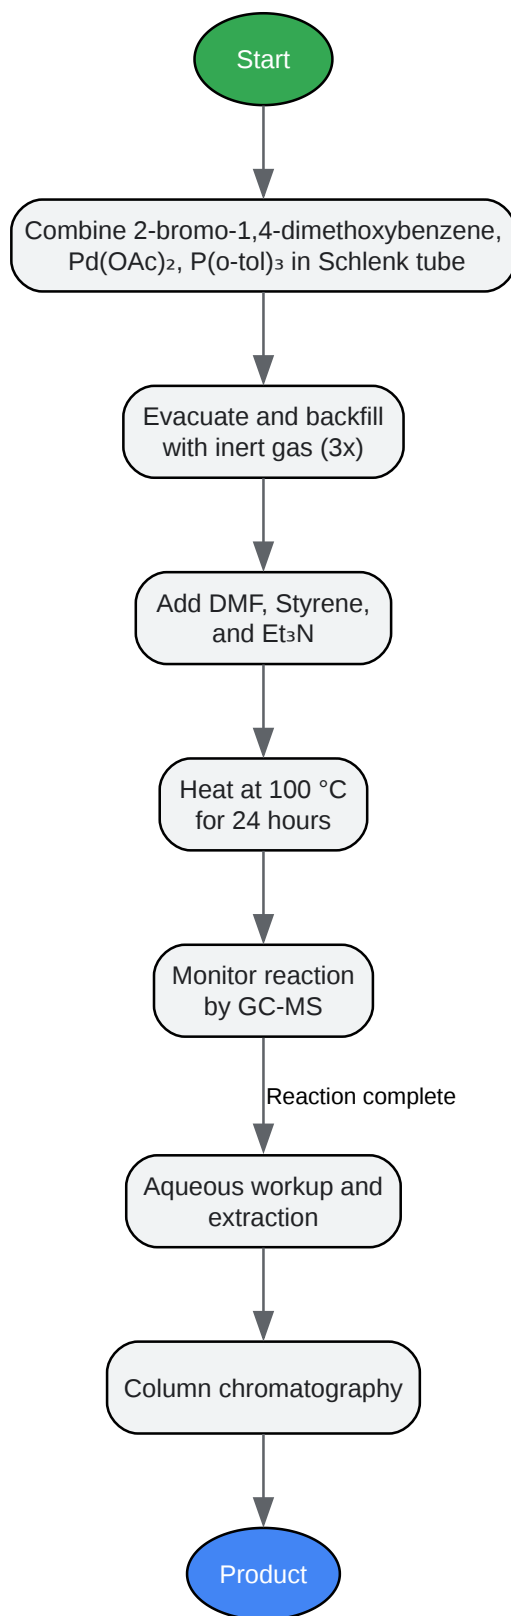 Start
Combine 2-bromo-1,4-dimethoxybenzene,
Pd(OAc)₂, P(o-tol)₃ in Schlenk tube
Evacuate and backfill
with inert gas (3x)
Add DMF, Styrene,
and Et₃N
Heat at 100 °C
for 24 hours
Monitor reaction
by GC-MS
Reaction complete
Aqueous workup and
extraction
Column chromatography
Product